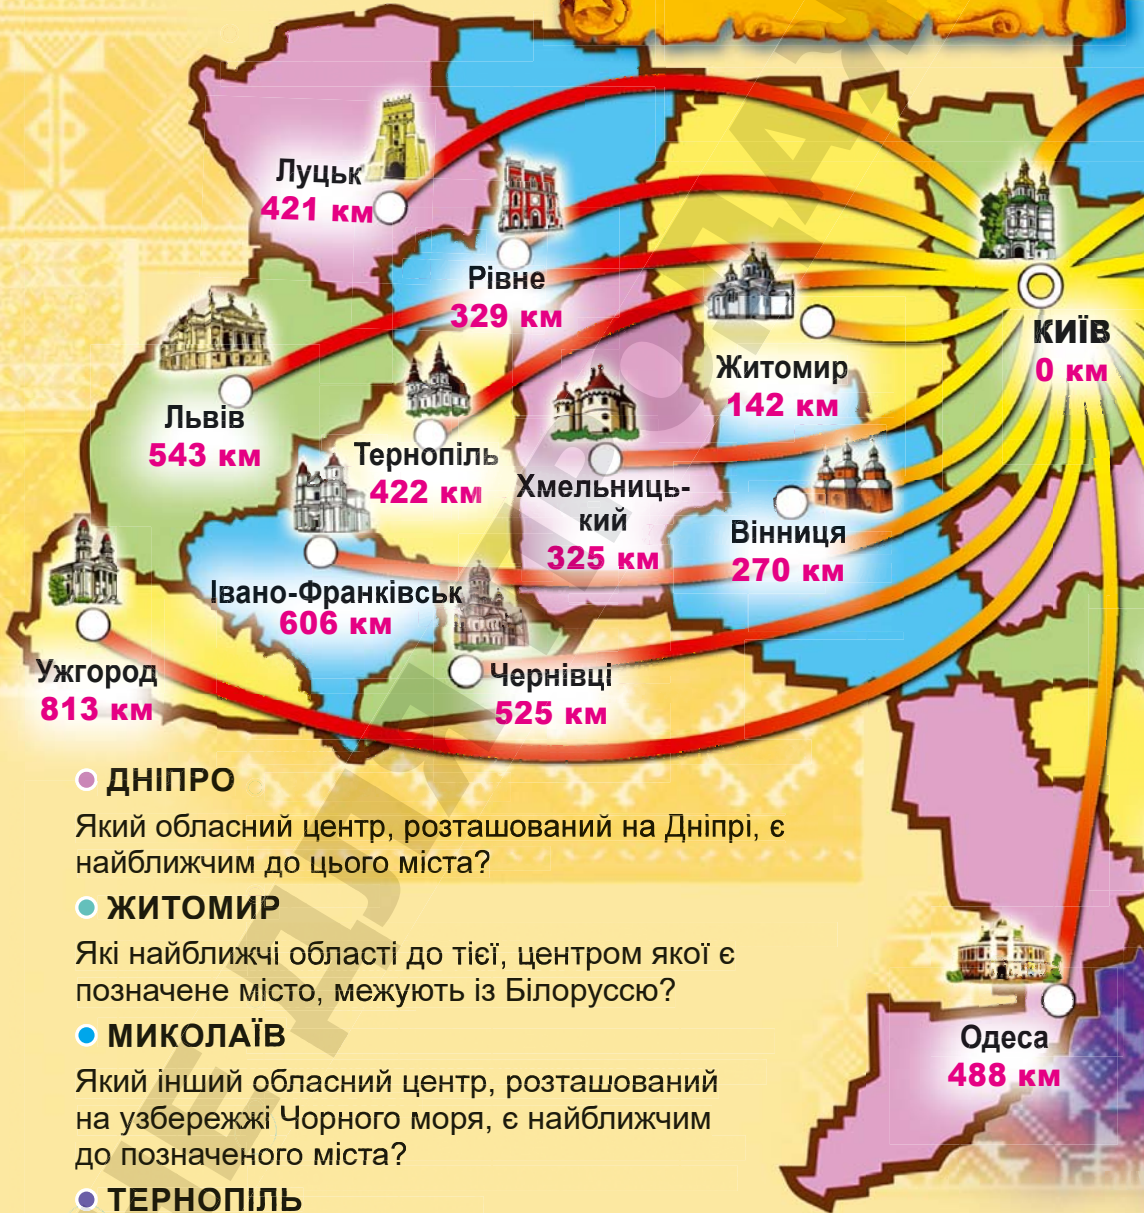 Луцьк
421 км
Рівне
329 км
КИЇВ
0 км
Житомир
142 км
Львів
543 км
Тернопіль
422 км
Хмельниць-
кий
325 км
Вінниця
270 км
Івано-Франківськ
606 км
Ужгород
813 км
Чернівці
525 км
ДНІПРО
Який обласний центр, розташований на Дніпрі, є
найближчим до цього міста?
ЖИТОМИР
Які найближчі області до тієї, центром якої є
позначене місто, межують із Білоруссю?
МИКОЛАЇВ
Який інший обласний центр, розташований
на узбережжі Чорного моря, є найближчим
до позначеного міста?
ТЕРНОПІЛЬ
Одеса
488 км
НЕ ДЛЯ ПРОДАЖ